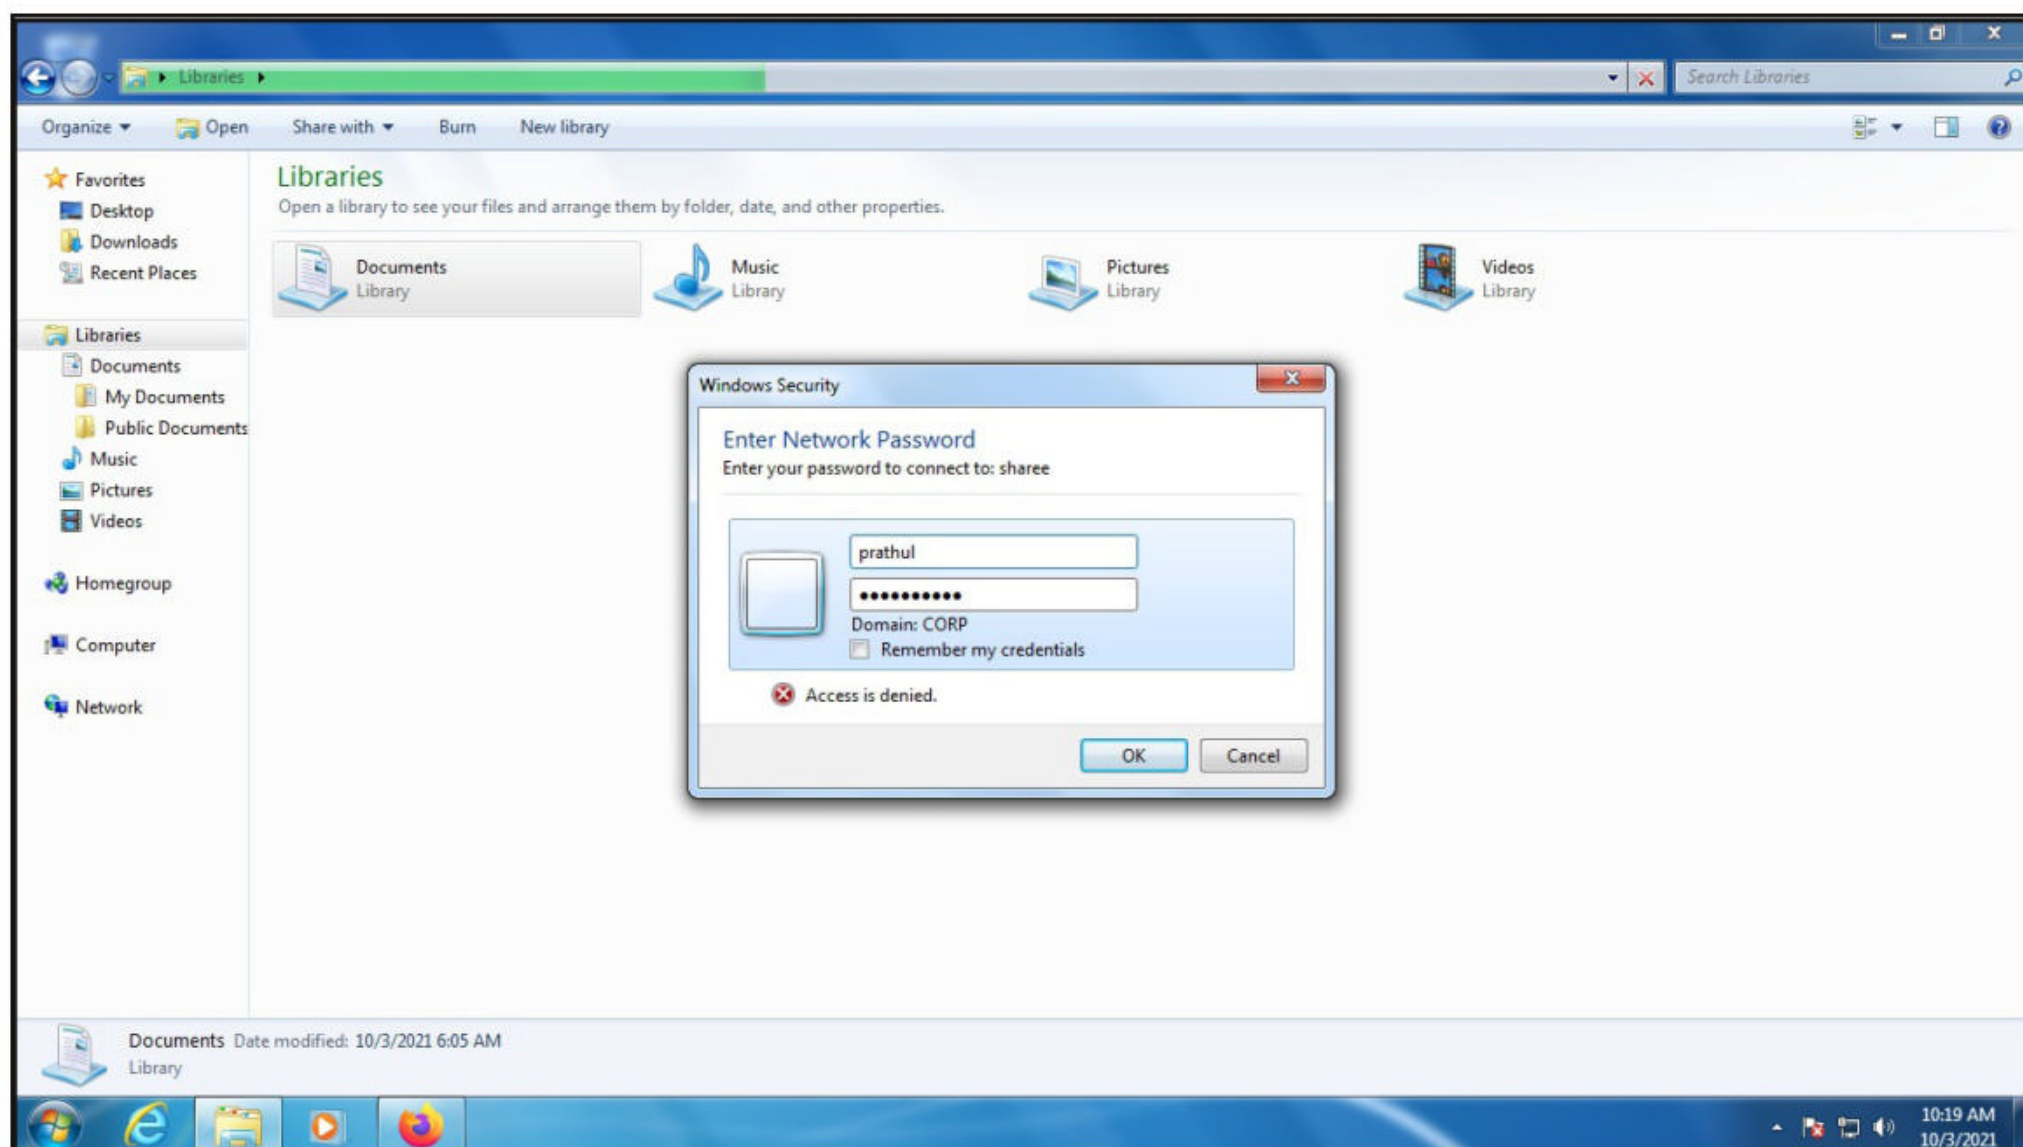 Libraries
Search Libraries
Organize
Open
Share with
Burn
New library
Favorites
Desktop
Downloads
Recent Places
Libraries
Documents
My Documents
Public Documents
Music
Pictures
Videos
Homegroup
Computer
Network
Libraries
Open a library to see your files and arrange them by folder, date, and other properties.
Documents
Library
Music
Library
Pictures
Library
Videos
Library
Windows Security
Enter Network Password
Enter your password to connect to: sharee
prathul
••••••••••
Domain: CORP
Remember my credentials
Access is denied.
OK Cancel
Documents Date modified: 10/3/2021 6:05 AM
Library
10:19 AM
10/3/2021